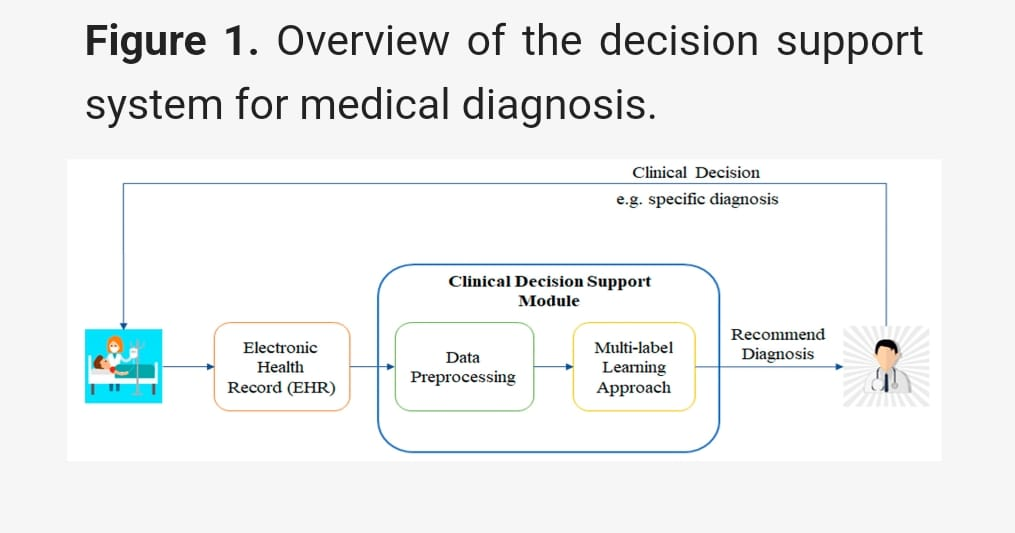 Figure 1. Overview of the decision support
system for medical diagnosis.
Clinical Decision
e.g. specific diagnosis
Clinical Decision Support
Module
Electronic
Health
Record (EHR)
Data
Preprocessing
Multi-label
Learning
Approach
Recommend
Diagnosis